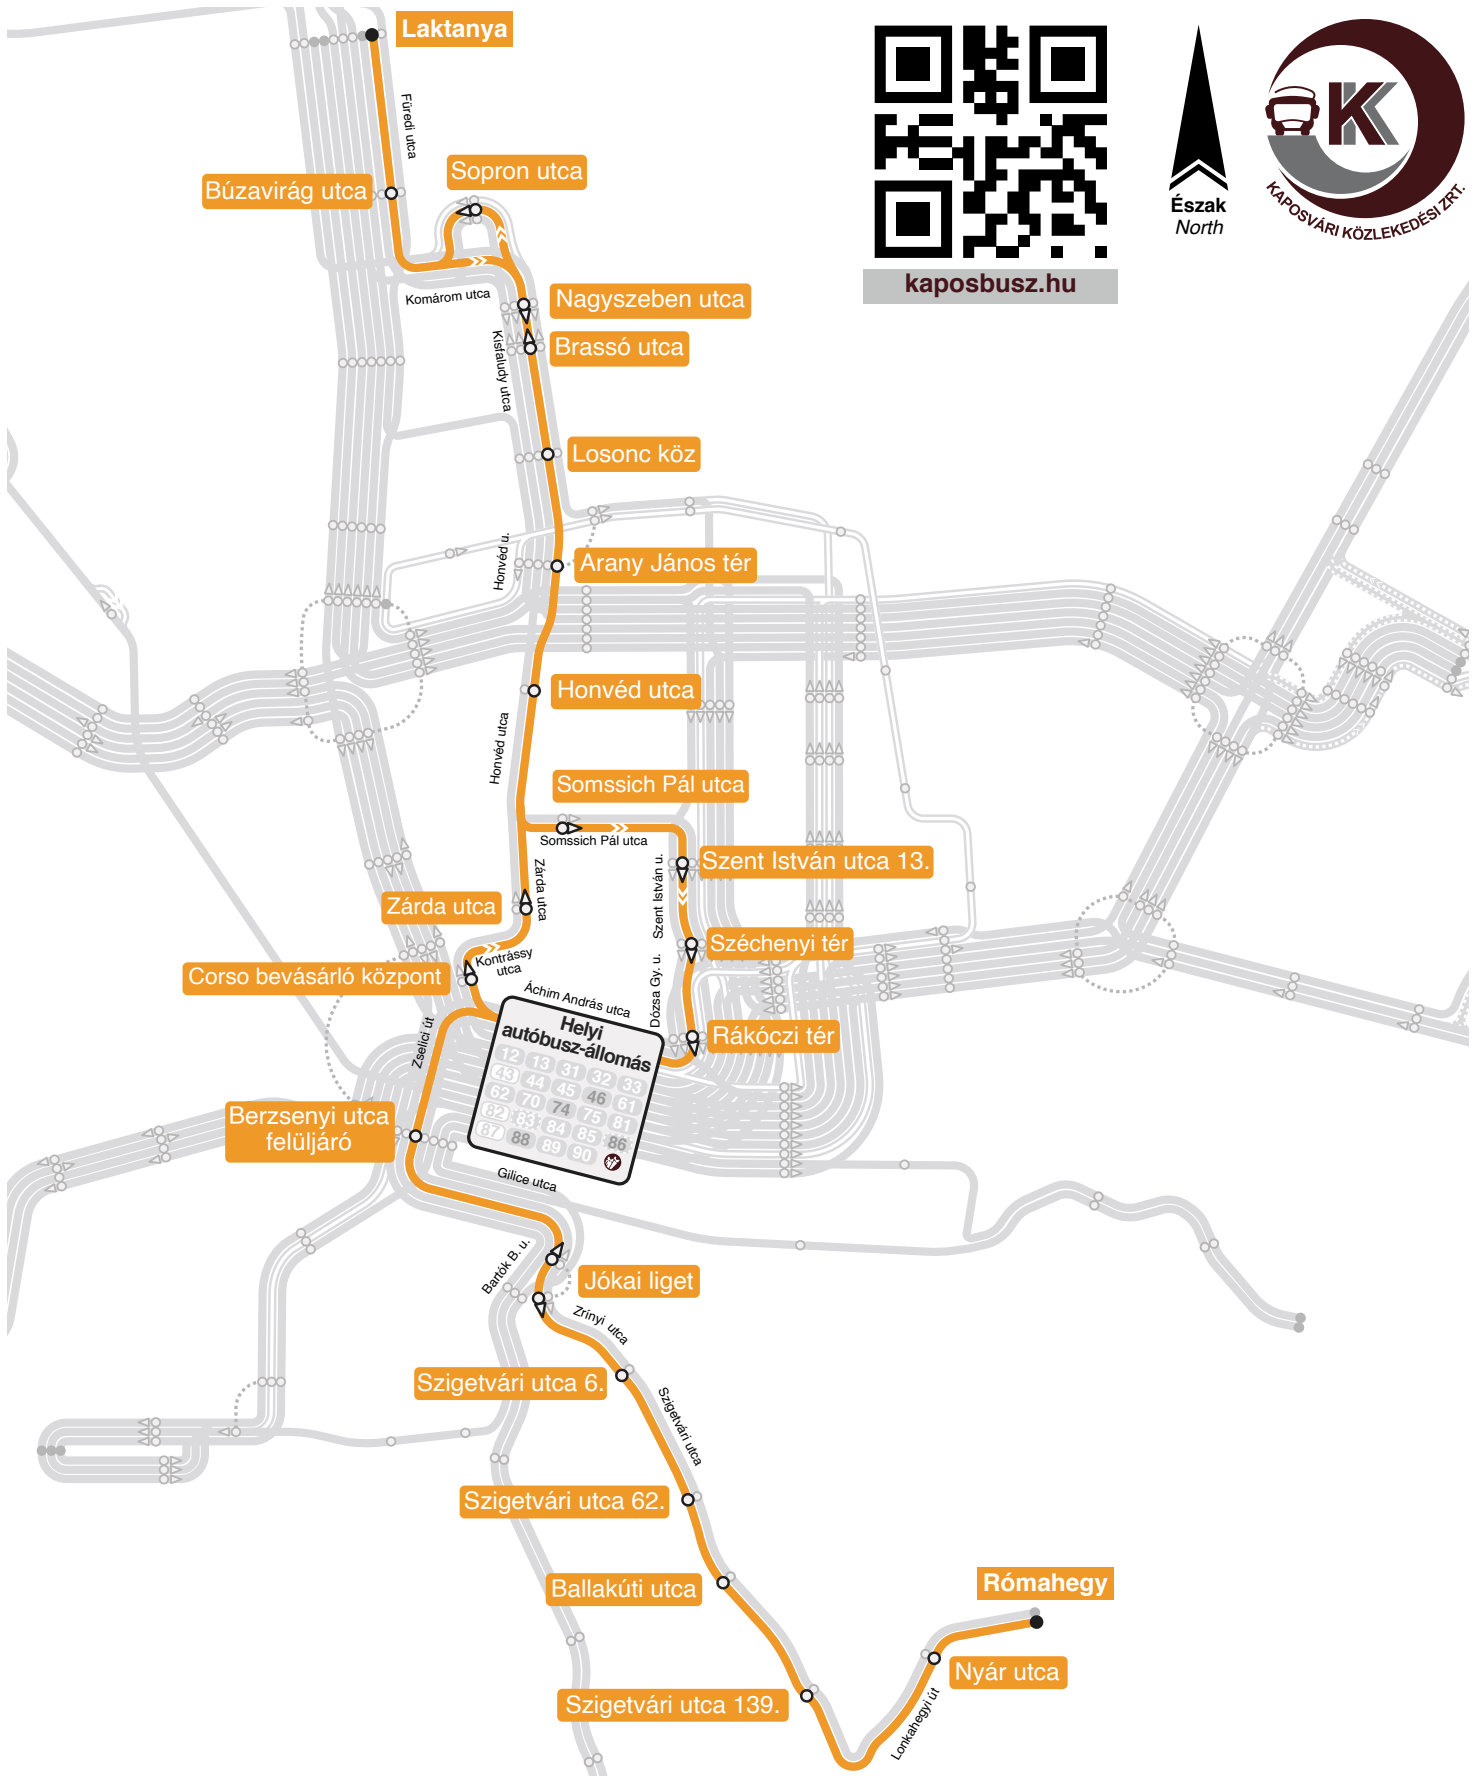 Laktanya
Füredi utca
Búzavirág utca
Sopron utca
Komárom utca
Nagyszeben utca
Brassó utca
Kisfaludy utca
Losonc köz
Honvéd u.
Arany János tér
Honvéd utca
Honvéd utca
Somssich Pál utca
Somssich Pál utca
Szent István utca 13.
Szent István u.
Zárda utca
Zárda utca
Széchenyi tér
Kontrássy
utca
Corso bevásárló központ
Dózsa Gy. u.
Áchim András utca
Rákóczi tér
Zselici út
Helyi
autóbusz-állomás
12 13 31 32 33
43 44 45 46 61
62 70 74 75 81
82 83 84 85 86
87 88 89 90
Berzsenyi utca
felüljáró
Gilice utca
Bartók B. u.
Jókai liget
Zrínyi utca
Szigetvári utca 6.
Szigetvári utca
Szigetvári utca 62.
Ballakúti utca
Rómahegy
Nyár utca
Szigetvári utca 139.
Lonkahegyi út
kaposbusz.hu
Észak
North
KK
KAPOSVÁRI KÖZLEKEDÉSI ZRT.